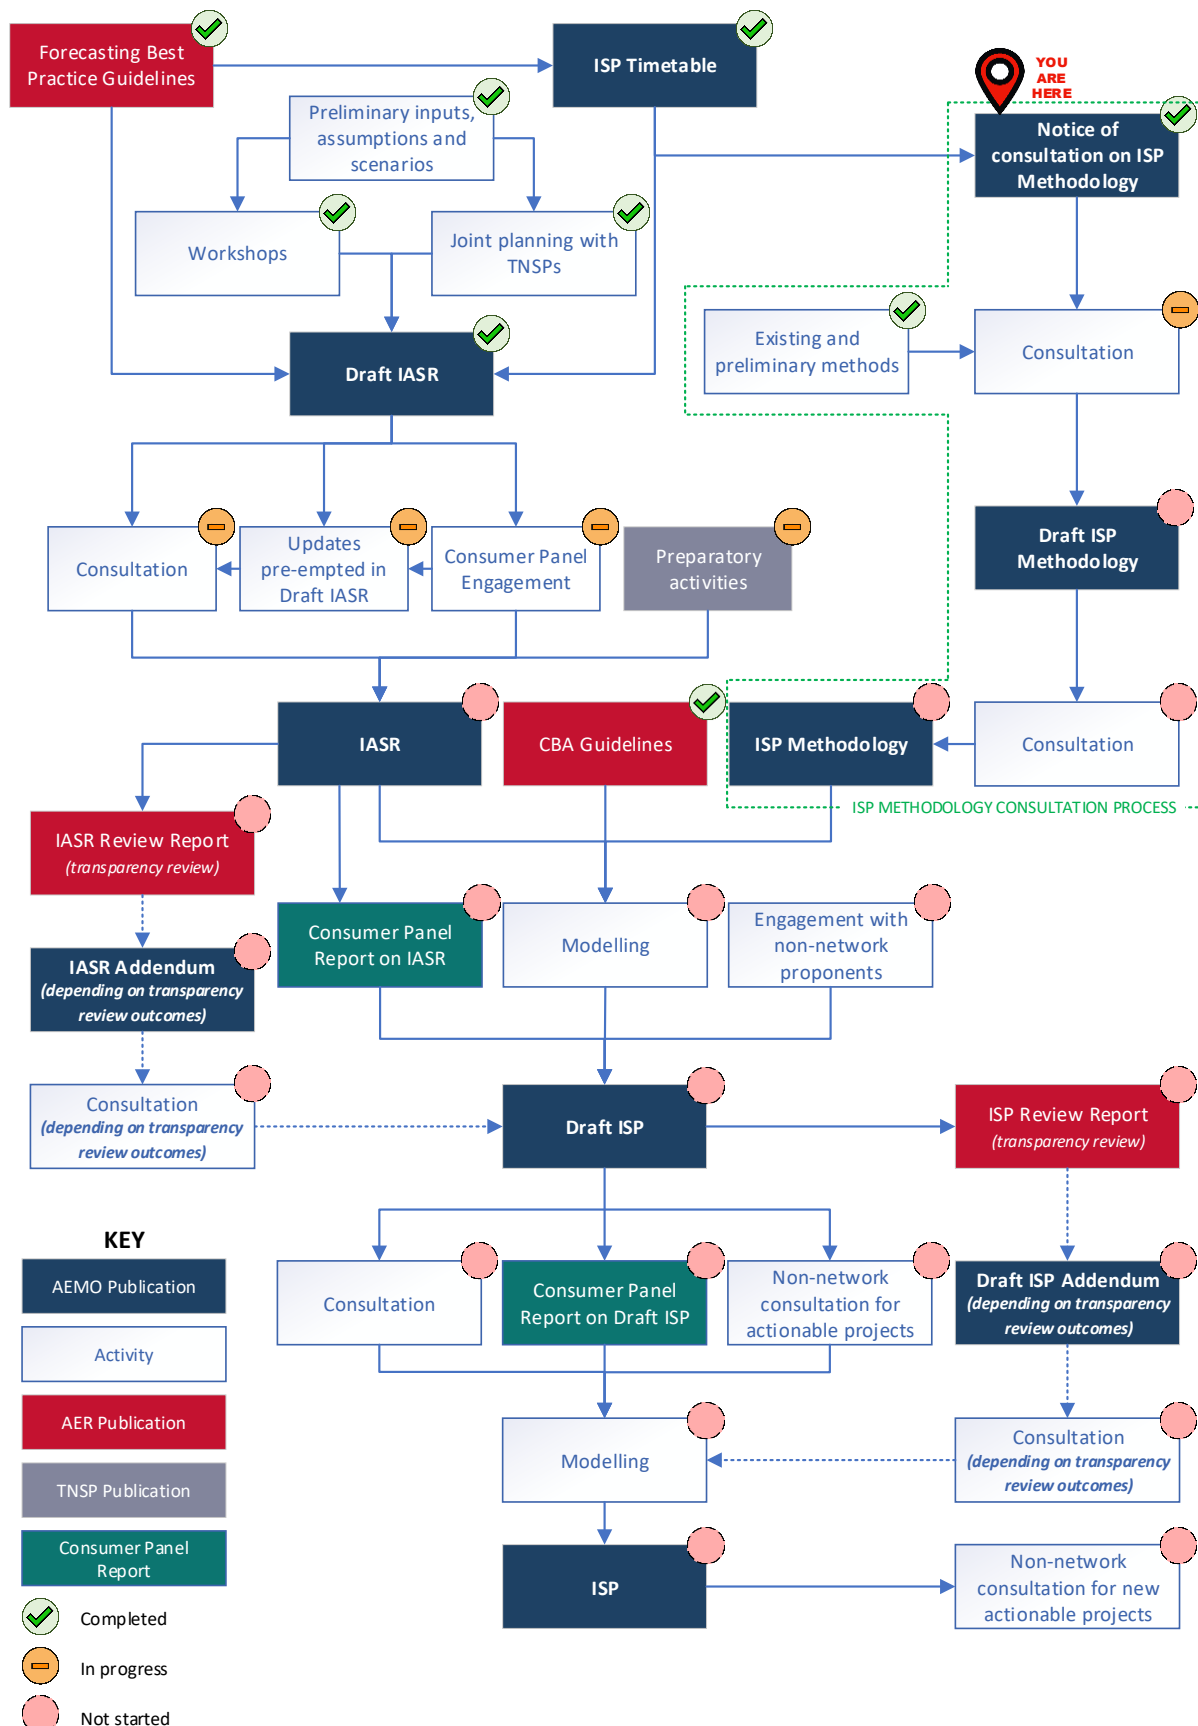 Forecasting Best
Practice Guidelines
ISP Timetable
YOU
ARE
HERE
Notice of
consultation on ISP
Methodology
Preliminary inputs,
assumptions and
scenarios
Workshops
Joint planning with
TNSPs
Existing and
preliminary methods
Consultation
Draft IASR
Draft ISP
Methodology
Consultation
Updates
pre-empted in
Draft IASR
Consumer Panel
Engagement
Preparatory
activities
IASR
CBA Guidelines
ISP Methodology
Consultation
ISP METHODOLOGY CONSULTATION PROCESS
IASR Review Report
(transparency review)
Consumer Panel
Report on IASR
Modelling
Engagement with
non-network
proponents
IASR Addendum
(depending on transparency
review outcomes)
Consultation
(depending on transparency
review outcomes)
Draft ISP
ISP Review Report
(transparency review)
Consultation
Consumer Panel
Report on Draft ISP
Non-network
consultation for
actionable projects
Draft ISP Addendum
(depending on transparency
review outcomes)
Modelling
Consultation
(depending on transparency
review outcomes)
ISP
Non-network
consultation for new
actionable projects
KEY
AEMO Publication
Activity
AER Publication
TNSP Publication
Consumer Panel
Report
Completed
In progress
Not started